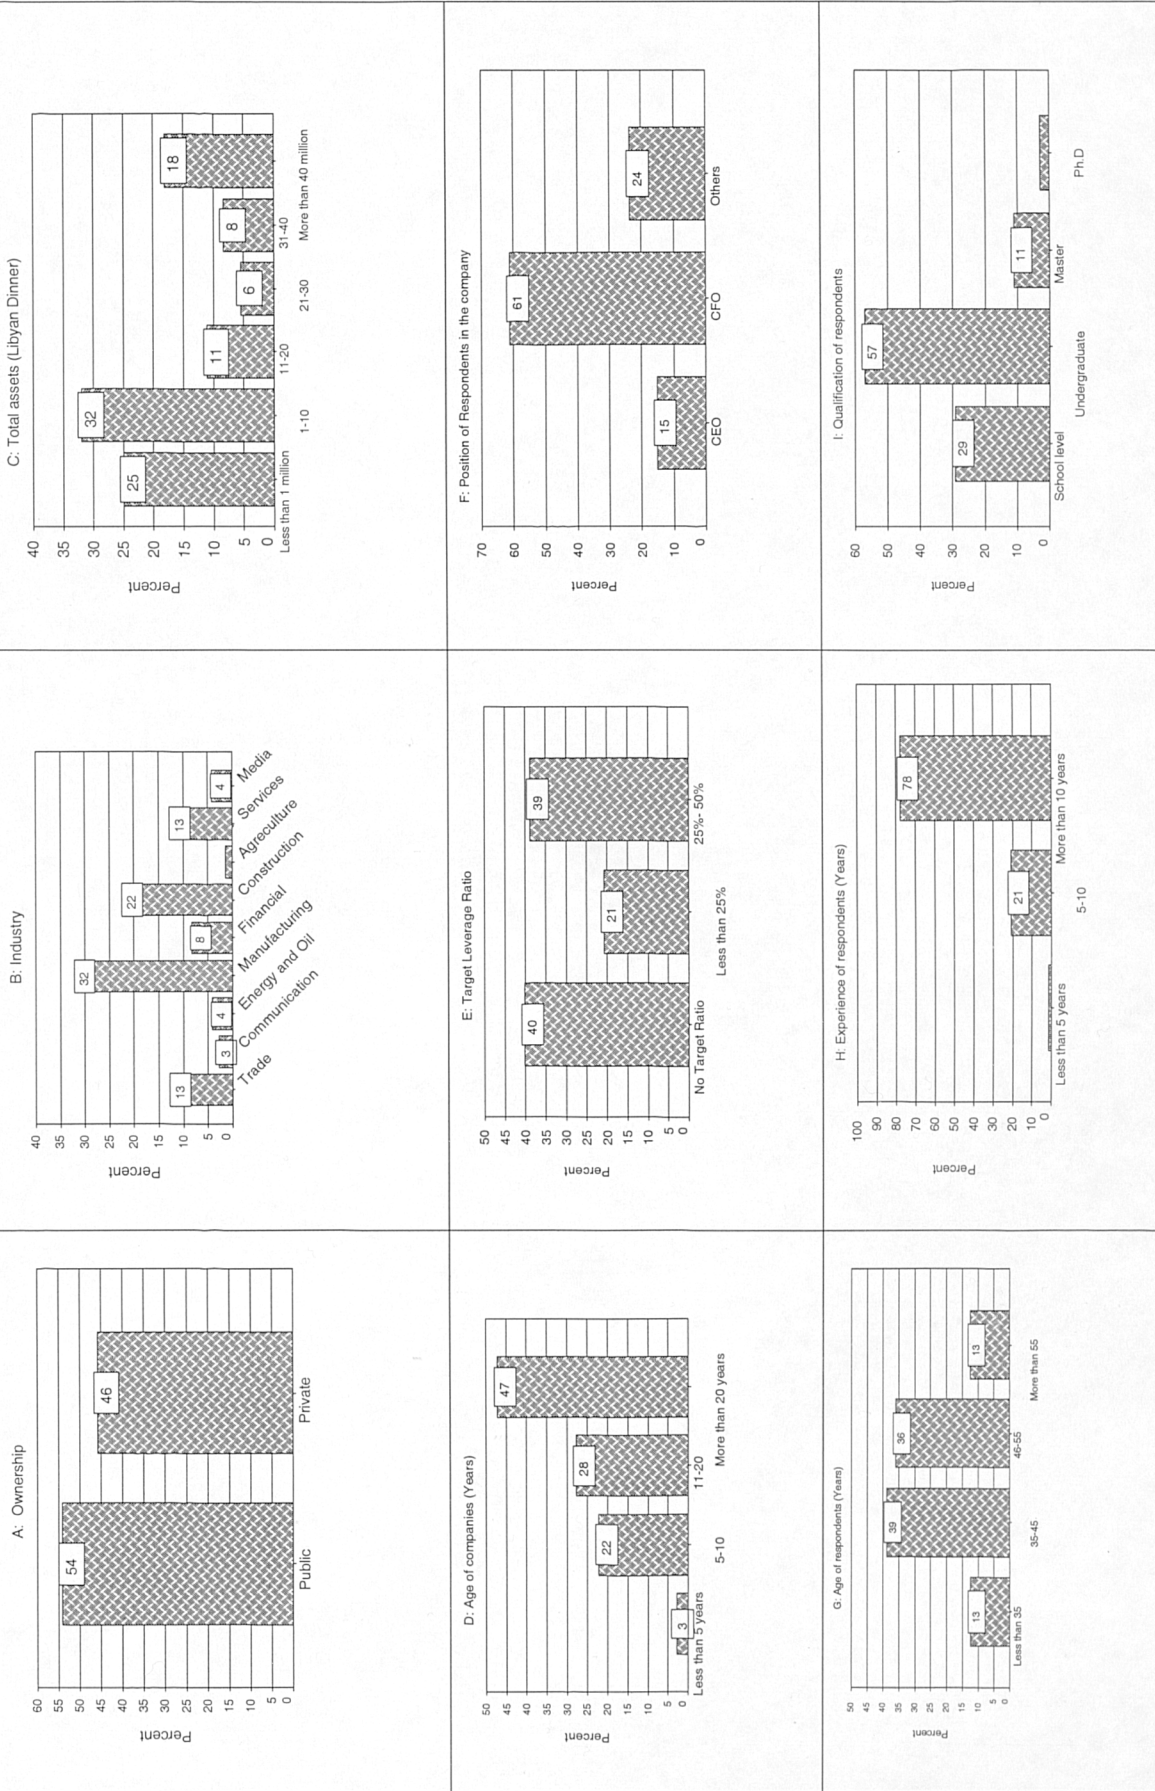 A: Ownership
Percent
60
55
50
45
40
35
30
25
20
15
10
5
0
54
46
Public
Private
B: Industry
Percent
40
35
30
25
20
15
10
5
0
13
3
4
32
8
22
13
4
Trade
Communication
Energy and Oil
Manufacturing
Financial
Construction
Agreculture
Services
Media
C: Total assets (Libyan Dinner)
Percent
40
35
30
25
20
15
10
5
0
25
32
11
6
8
18
Less than 1 million
1-10
11-20
21-30
31-40
More than 40 million
D: Age of companies (Years)
Percent
50
45
40
35
30
25
20
15
10
5
0
3
22
28
47
Less than 5 years
5-10
11-20
More than 20 years
E: Target Leverage Ratio
Percent
50
45
40
35
30
25
20
15
10
5
0
40
21
39
No Target Ratio
Less than 25%
25%- 50%
F: Position of Respondents in the company
Percent
70
60
50
40
30
20
10
0
15
61
24
CEO
CFO
Others
G: Age of respondents (Years)
Percent
50
45
40
35
30
25
20
15
10
5
0
13
39
36
13
Less than 35
35-45
46-55
More than 55
H: Experience of respondents (Years)
Percent
100
90
80
70
60
50
40
30
20
10
0
21
78
Less than 5 years
5-10
More than 10 years
I: Qualification of respondents
Percent
60
50
40
30
20
10
0
29
57
11
School level
Undergraduate
Master
Ph.D